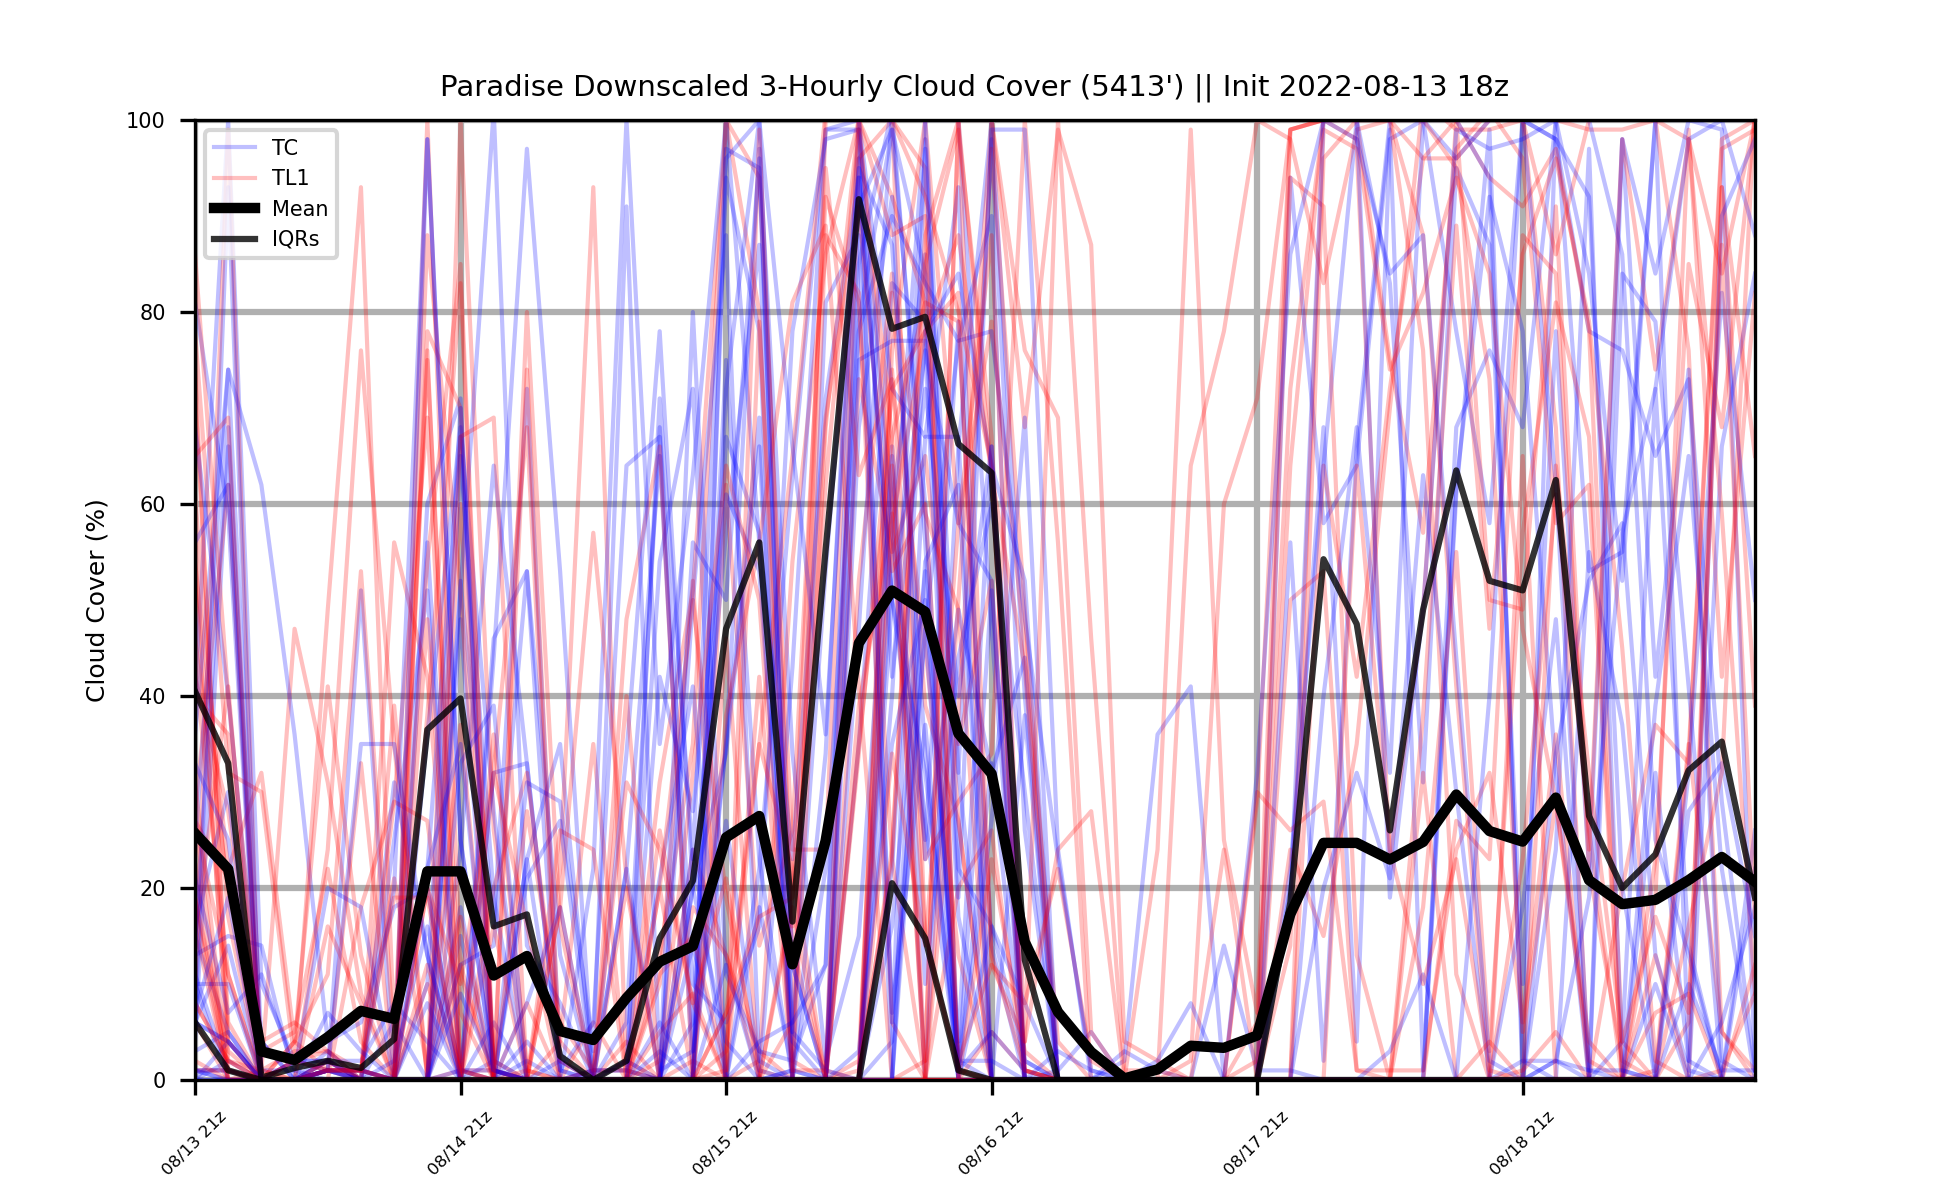 Paradise Downscaled 3-Hourly Cloud Cover (5413') || Init 2022-08-13 18z
100
80
60
40
20
0
Cloud Cover (%)
TC
TL1
Mean
IQRs
08/13 21z
08/14 21z
08/15 21z
08/16 21z
08/17 21z
08/18 21z